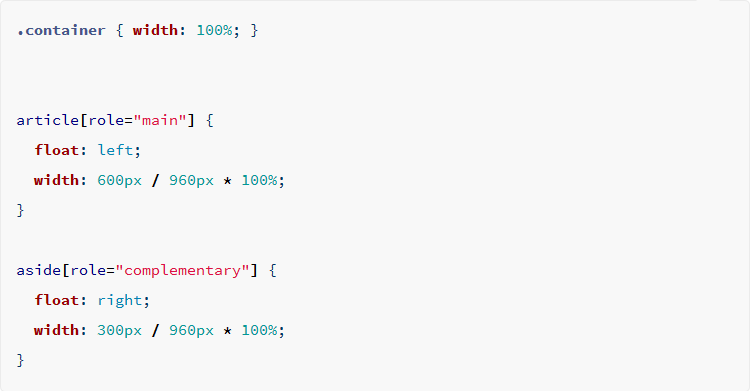 .container { width: 100%; }
article[role="main"] {
  float: left;
  width: 600px / 960px * 100%;
}
aside[role="complementary"] {
  float: right;
  width: 300px / 960px * 100%;
}